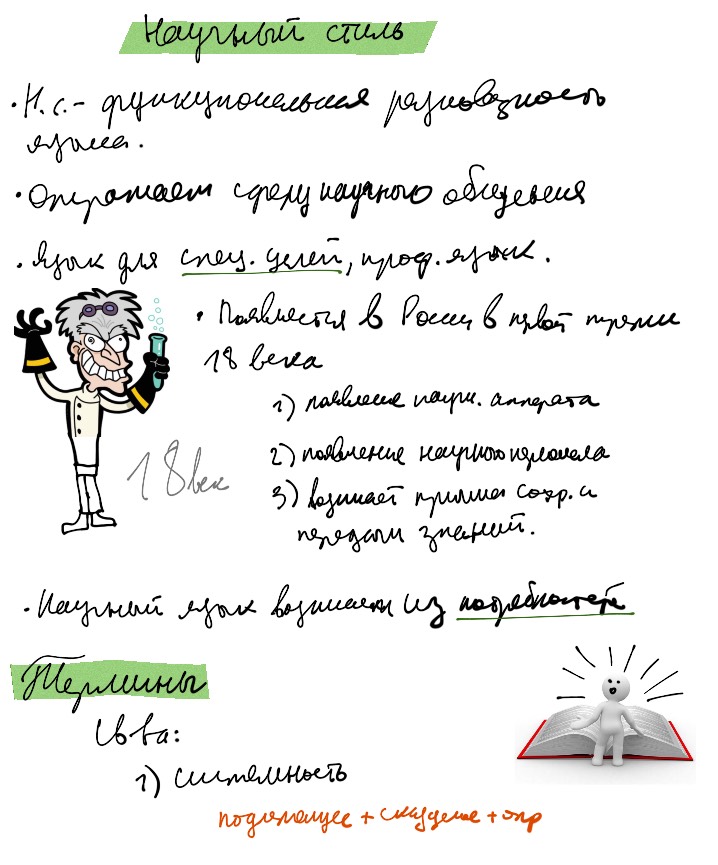 Научный стиль
• Н.с. - функциональная разновидность
языка.
• Отражает сферу научного общения
• Язык для спец. целей, проф. язык.
• Появляется в России в первой трети
18 века
1) появление научн. аппарата
2) появление научного
3) возникает сохр. и
передачи знаний.
18 век
• Научный язык возникает из потребностей
Термины
Св-ва:
1) системность
подлежащее + сказуемое + опр